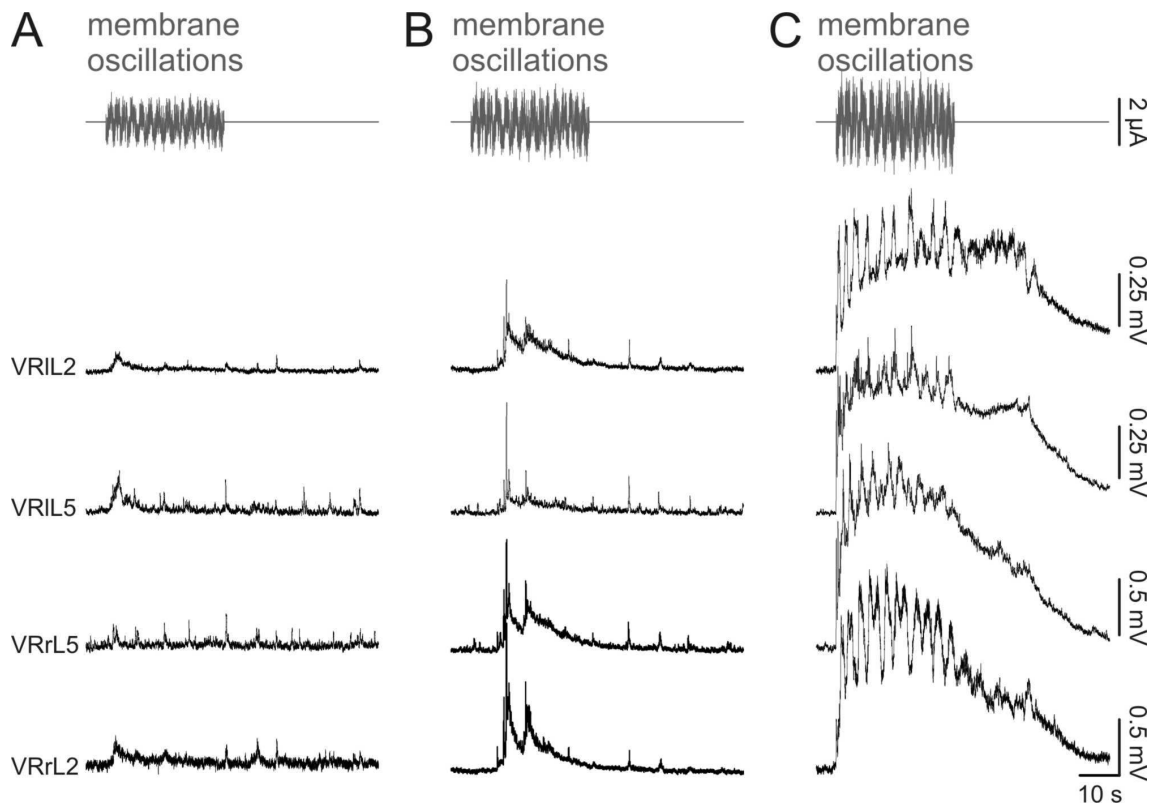 A
membrane
oscillations
B
membrane
oscillations
C
membrane
oscillations
2 µA
VRlL2
0.25 mV
VRlL5
0.25 mV
VRrL5
0.5 mV
VRrL2
0.5 mV
10 s